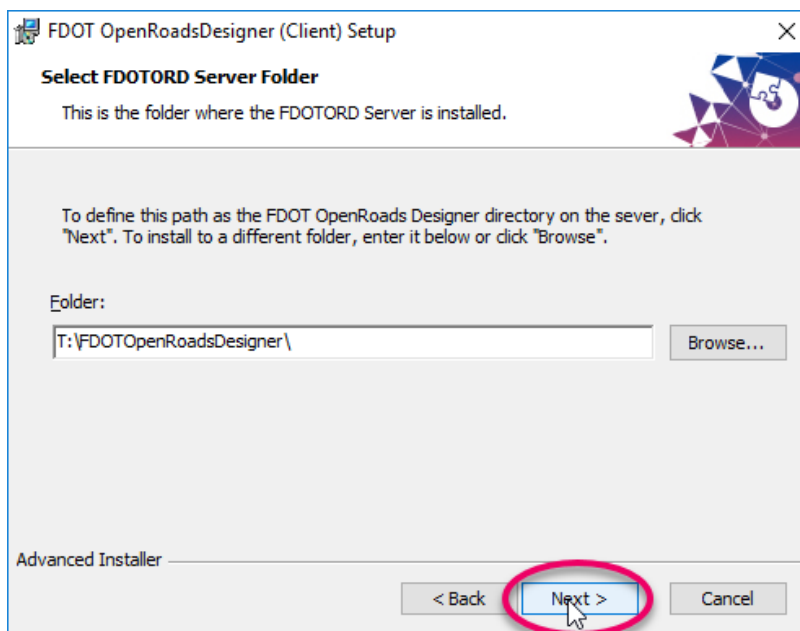 FDOT OpenRoadsDesigner (Client) Setup
Select FDOTORD Server Folder
This is the folder where the FDOTORD Server is installed.
To define this path as the FDOT OpenRoads Designer directory on the sever, click
"Next". To install to a different folder, enter it below or click "Browse".
Folder:
T:\FDOTOpenRoadsDesigner\
Browse...
Advanced Installer
< Back
Next >
Cancel